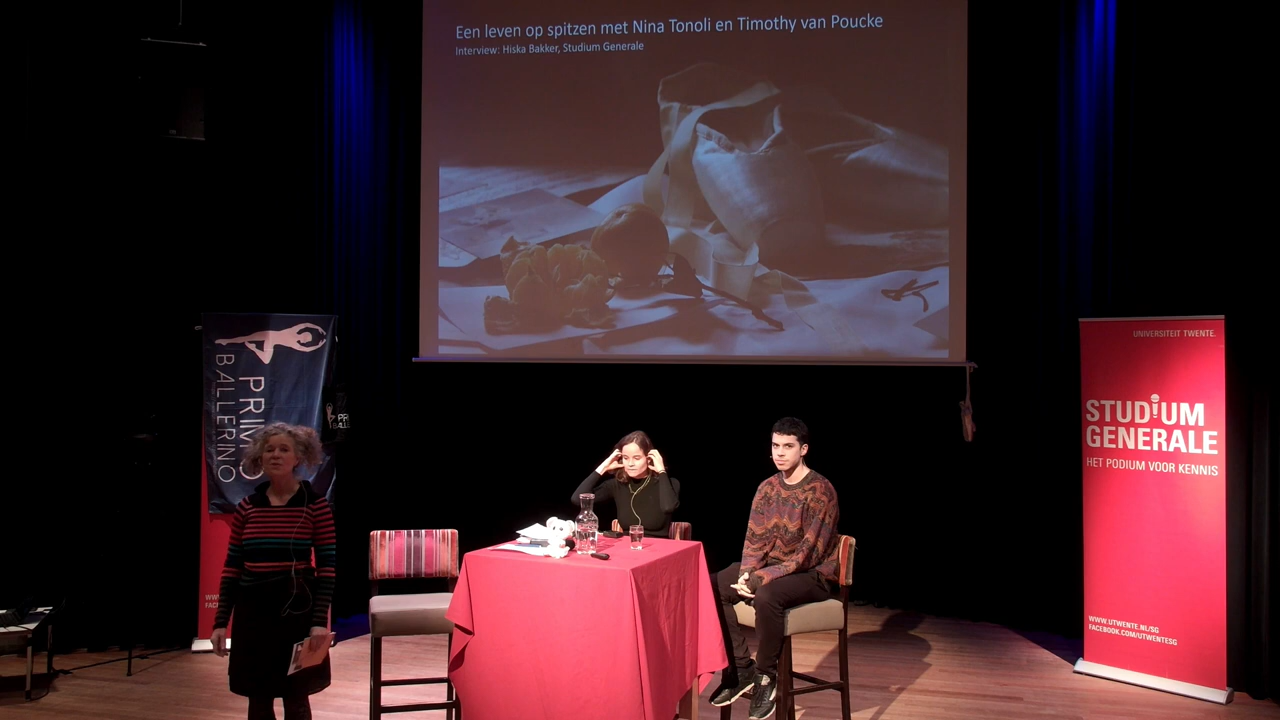 Een leven op spitzen met Nina Tonoli en Timothy van Poucke
Interview: Hiska Bakker, Studium Generale
PRIMO
BALLERINO
UNIVERSITEIT TWENTE.
STUDIUM
GENERALE
HET PODIUM VOOR KENNIS
WWW.UTWENTE.NL/SG
FACEBOOK.COM/UTWENTESG